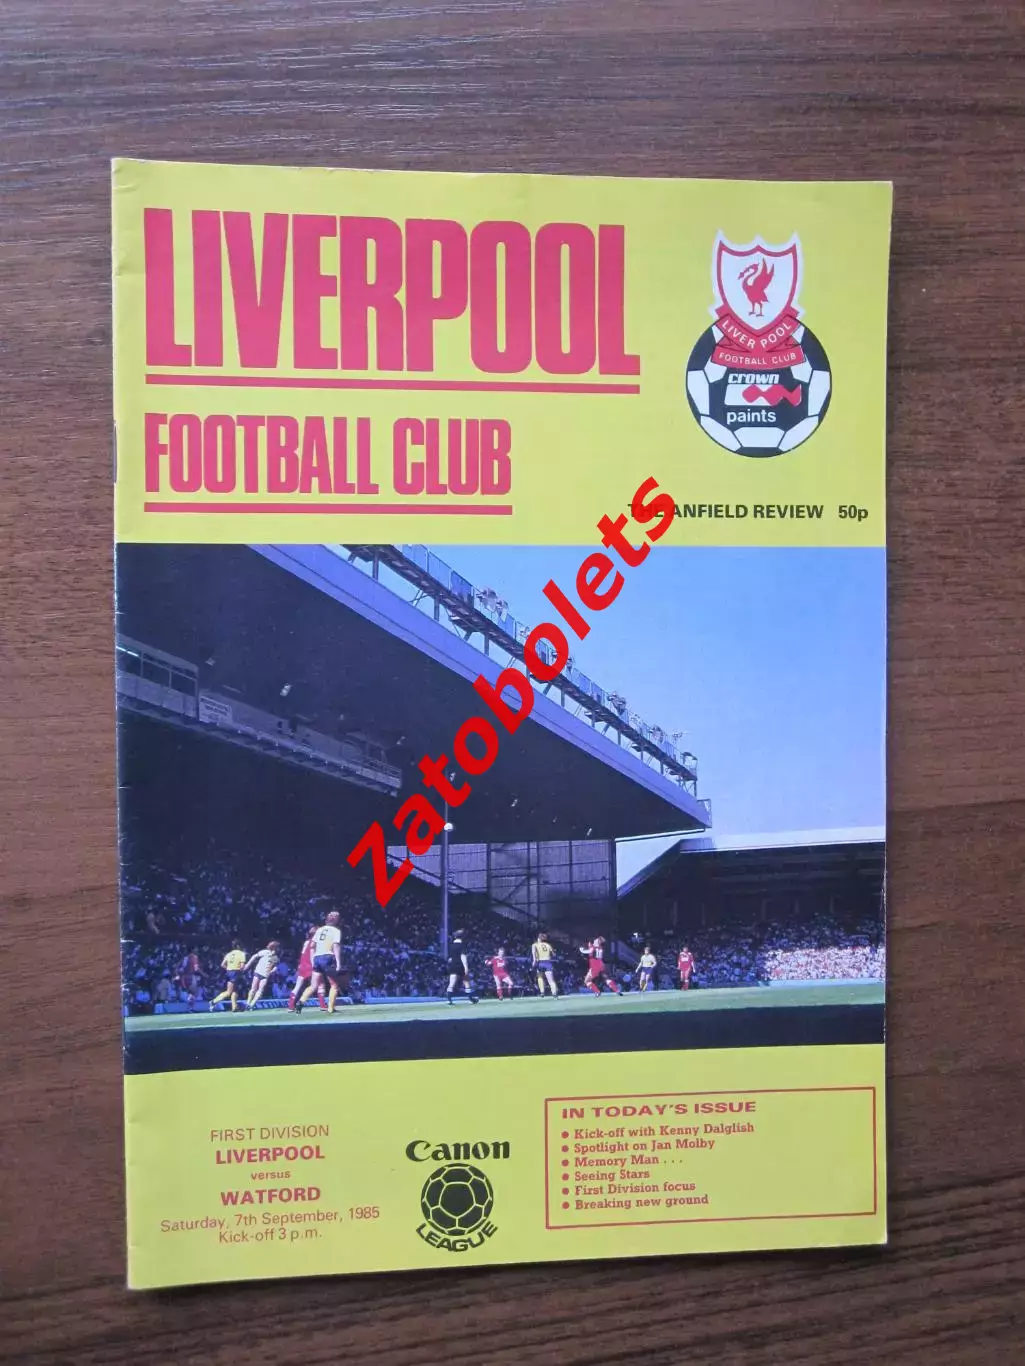 LIVERPOOL
FOOTBALL CLUB
LIVERPOOL
FOOTBALL CLUB
crown
paints
THE ANFIELD REVIEW 50p
Zatobolets
6
FIRST DIVISION
LIVERPOOL
versus
WATFORD
Saturday, 7th September, 1985
Kick-off 3 p.m.
Canon
LEAGUE
IN TODAY'S ISSUE
• Kick-off with Kenny Dalglish
• Spotlight on Jan Molby
• Memory Man . . .
• Seeing Stars
• First Division focus
• Breaking new ground